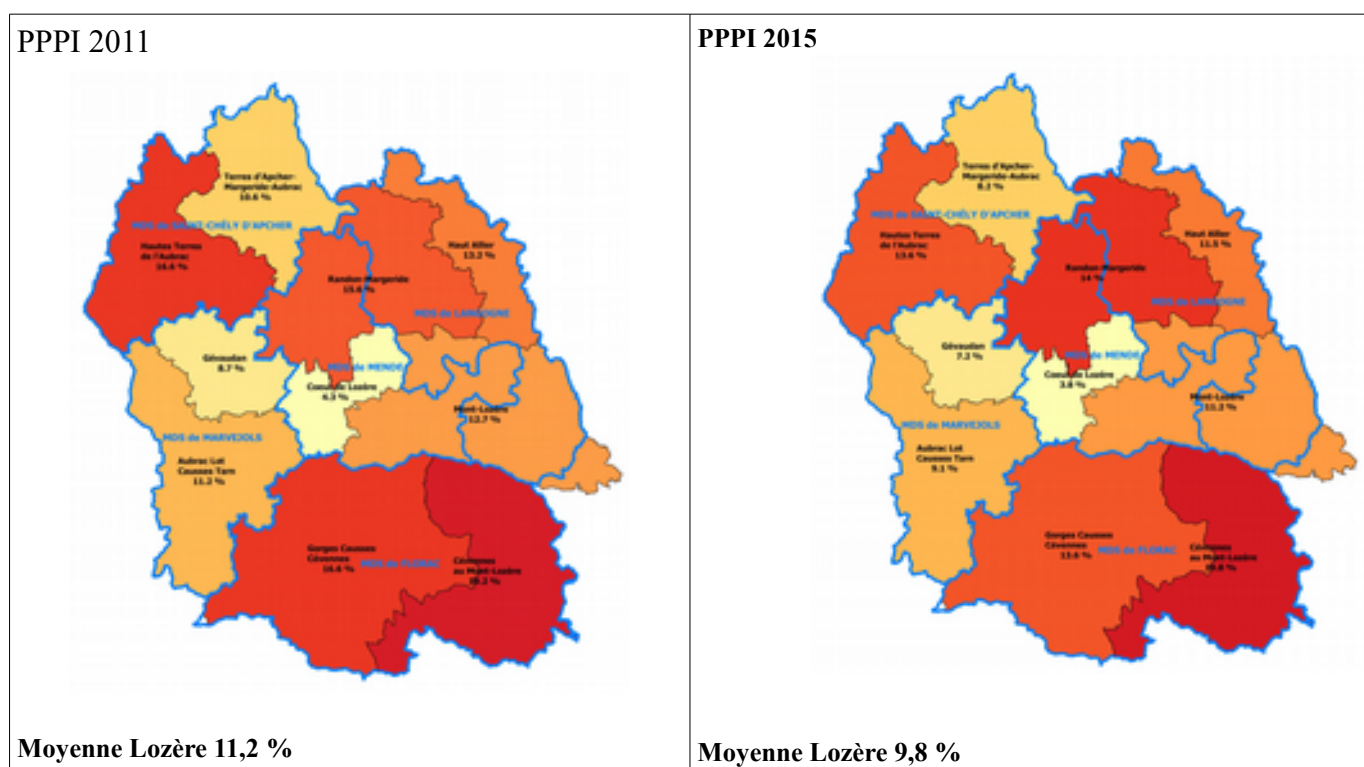 PPPI 2011
Terres d'Apcher-
Margeride-Aubrac
10.6 %
MDS de SAINT-CHÉLY D'APCHER
Hautes Terres
de l'Aubrac
16.6 %
Haut Allier
13.2 %
Randon-Margeride
15.6 %
MDS de LANGOGNE
Gévaudan
8.7 %
MDS de MENDE
Coeur de Lozère
4.3 %
Mont-Lozère
12.7 %
MDS de MARVEJOLS
Aubrac Lot
Causses Tarn
11.2 %
Gorges Causses
Cévennes
16.6 %
MDS de FLORAC
Cévennes
au Mont-Lozère
Moyenne Lozère 11,2 %
PPPI 2015
Terres d'Apcher-
Margeride-Aubrac
8.2 %
MDS de SAINT-CHÉLY D'APCHER
Hautes Terres
de l'Aubrac
13.6 %
Haut Allier
11.5 %
Randon-Margeride
14 %
MDS de LANGOGNE
Gévaudan
7.2 %
MDS de MENDE
Coeur de Lozère
3.8 %
Mont-Lozère
11.2 %
MDS de MARVEJOLS
Aubrac Lot
Causses Tarn
9.1 %
Gorges Causses
Cévennes
13.6 %
MDS de FLORAC
Cévennes
au Mont-Lozère
Moyenne Lozère 9,8 %